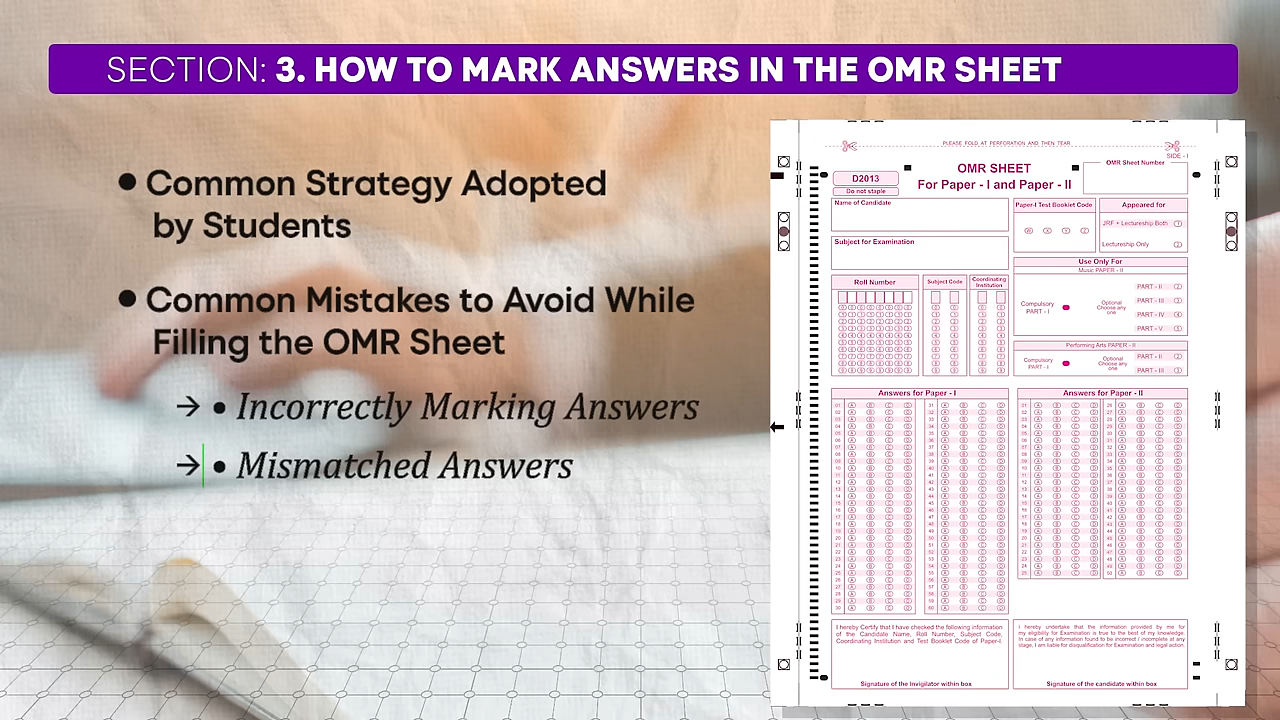 SECTION: 3. HOW TO MARK ANSWERS IN THE OMR SHEET
• Common Strategy Adopted
by Students
• Common Mistakes to Avoid While
Filling the OMR Sheet
→ • Incorrectly Marking Answers
→ • Mismatched Answers
PLEASE FOLD AT PERFORATION AND THEN TEAR
SIDE - I
D2013
Do not staple
OMR SHEET
For Paper - I and Paper - II
OMR Sheet Number
Name of Candidate
Paper-I Test Booklet Code
W X Y Z
Appeared for
JRF + Lectureship Both 1
Lectureship Only 2
Subject for Examination
Use Only For
Music PAPER - II
Compulsory
PART - I
Optional
Choose any
one
PART - II 2
PART - III 3
PART - IV 4
PART - V 5
Performing Arts PAPER - II
Compulsory
PART - I
Optional
Choose any
one
PART - II 2
PART - III 3
Roll Number
Subject Code
Coordinating
Institution
Answers for Paper - I
Answers for Paper - II
I hereby Certify that I have checked the following information
of the Candidate Name, Roll Number, Subject Code,
Coordinating Institution and Test Booklet Code of Paper-I.
Signature of the Invigilator within box
I hereby undertake that the information provided by me for
my eligibility for Examination is true to the best of my knowledge.
In case of any information found to be incorrect / incomplete at any
stage, I am liable for disqualification for Examination and legal action.
Signature of the candidate within box